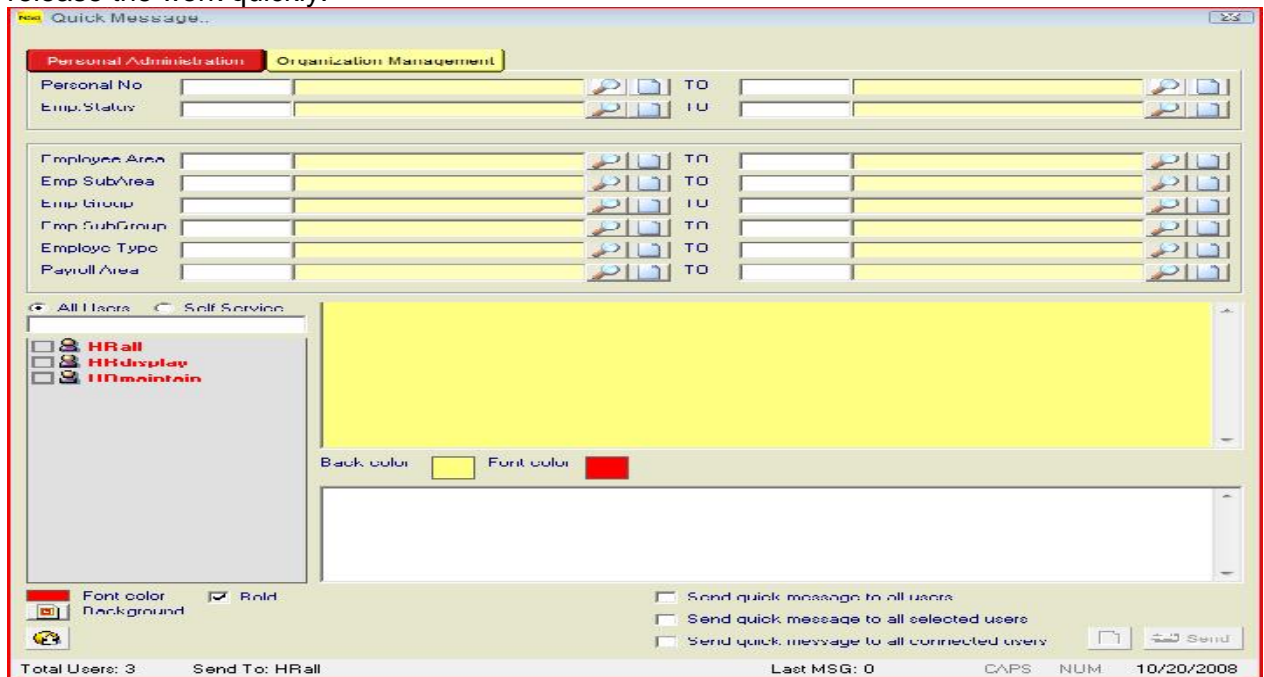 release the work quickly.
Quick Message..
Personal Administration Organization Management
Personal No TO
Emp.Status TO
Employee Area TO
Emp SubArea TO
Emp Group TO
Emp SubGroup TO
Employe Type TO
Payroll Area TO
All Users Self Service
HRall
HRdisplay
HRmaintain
Back color Font color
Font color Bold
Background
Send quick message to all users
Send quick message to all selected users
Send quick message to all connected users
Send
Total Users: 3 Send To: HRall Last MSG: 0 CAPS NUM 10/20/2008